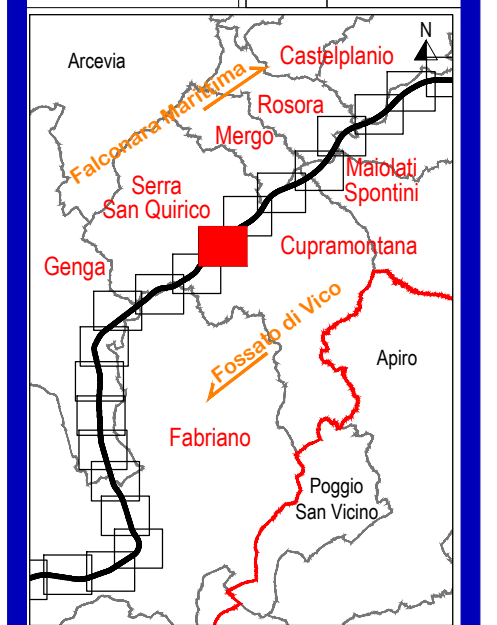 N
Arcevia
Castelplanio
Falconara Marittima
Rosora
Mergo
Maiolati
Spontini
Serra
San Quirico
Cupramontana
Genga
Fossato di Vico
Apiro
Fabriano
Poggio
San Vicino